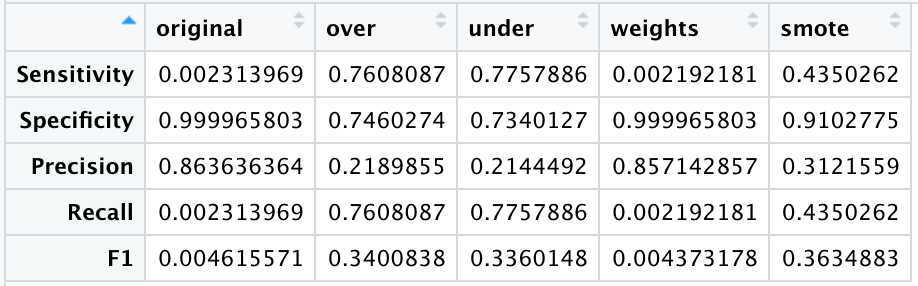 original over under weights smote
Sensitivity 0.002313969 0.7608087 0.7757886 0.002192181 0.4350262
Specificity 0.999965803 0.7460274 0.7340127 0.999965803 0.9102775
Precision 0.863636364 0.2189855 0.2144492 0.857142857 0.3121559
Recall 0.002313969 0.7608087 0.7757886 0.002192181 0.4350262
F1 0.004615571 0.3400838 0.3360148 0.004373178 0.3634883